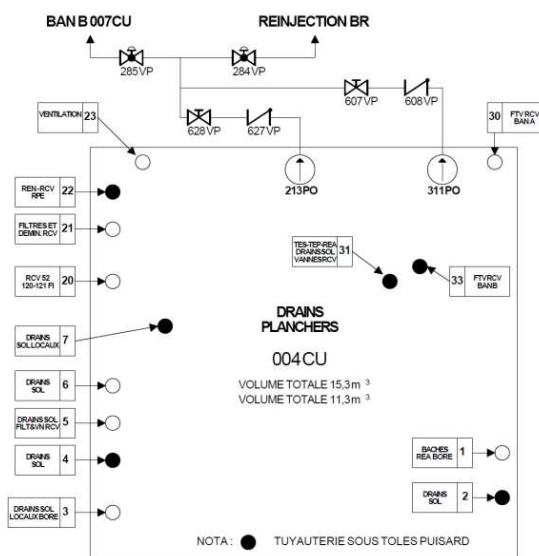 BAN B 007CU
REINJECTION BR
285VP
284VP
607VP
608VP
628VP
627VP
VENTILATION 23
30 FTV RCV
BAN A
213PO
311PO
REN-RCV
RPE
22
FILTRES ET
DEMIN. RCV
21
RCV 52
120-121 FI
20
TES-TEP-REA
DRAINS SOL
VANNES RCV
31
33
FTV RCV
BAN B
DRAINS
SOL LOCAUX
7
DRAINS
PLANCHERS
004CU
VOLUME TOTALE 15,3m 3
VOLUME TOTALE 11,3m 3
DRAINS
SOL
6
DRAINS SOL
FILT&VN RCV
5
DRAINS
SOL
4
BACHES
REA BORE
1
DRAINS
SOL
2
DRAINS SOL
LOCAUX BORE
3
NOTA : TUYAUTERIE SOUS TOLES PUISARD